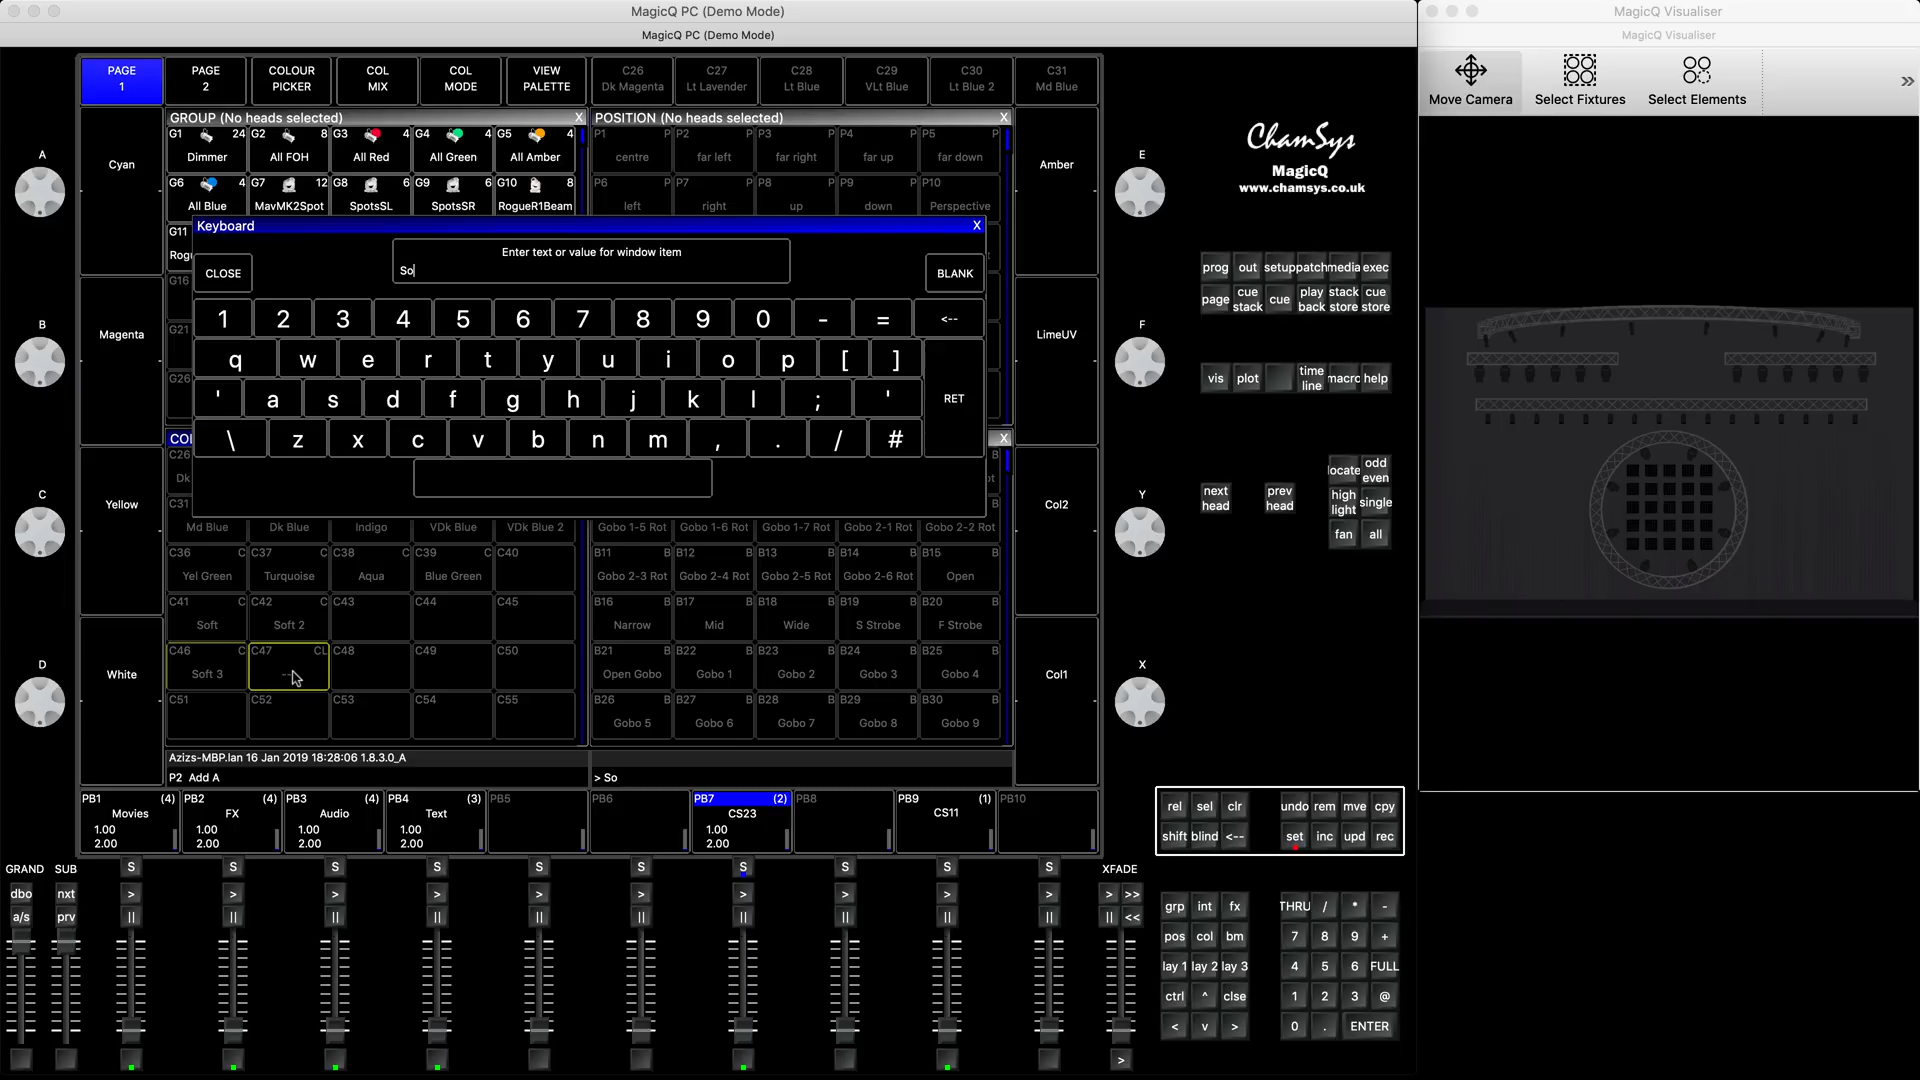 MagicQ PC (Demo Mode)
MagicQ PC (Demo Mode)
MagicQ Visualiser
MagicQ Visualiser
Move Camera
Select Fixtures
Select Elements
»
PAGE 1
PAGE 2
COLOUR PICKER
COL MIX
COL MODE
VIEW PALETTE
C26 Dk Magenta
C27 Lt Lavender
C28 Lt Blue
C29 VLt Blue
C30 Lt Blue 2
C31 Md Blue
GROUP (No heads selected) X
POSITION (No heads selected) X
G1 24 G2 8 G3 4 G4 4 G5 4
Dimmer All FOH All Red All Green All Amber
P1 P P2 P P3 P P4 P P5 P
centre far left far right far up far down
G6 4 G7 12 G8 6 G9 6 G10 8
All Blue MavMK2Spot SpotsSL SpotsSR RogueR1Beam
P6 P P7 P P8 P P9 P P10 P
left right up down Perspective
A
B
C
D
Cyan
Magenta
Yellow
White
Amber
LimeUV
Col2
Col1
E
F
Y
X
G11
Rogu
G16
G21
G26
Keyboard X
Enter text or value for window item
So
CLOSE
BLANK
1 2 3 4 5 6 7 8 9 0 - = <--
q w e r t y u i o p [ ]
' a s d f g h j k l ; ' RET
\ z x c v b n m , . / #
COL
X
C26
Dk
C31
Md Blue Dk Blue Indigo VDk Blue VDk Blue 2
Gobo 1-5 Rot Gobo 1-6 Rot Gobo 1-7 Rot Gobo 2-1 Rot Gobo 2-2 Rot
C36 C C37 C C38 C C39 C C40
Yel Green Turquoise Aqua Blue Green
B11 B B12 B B13 B B14 B B15 B
Gobo 2-3 Rot Gobo 2-4 Rot Gobo 2-5 Rot Gobo 2-6 Rot Open
C41 C C42 C C43 C44 C45
Soft Soft 2
B16 B B17 B B18 B B19 B B20 B
Narrow Mid Wide S Strobe F Strobe
C46 C C47 CL C48 C49 C50
Soft 3
B21 B B22 B B23 B B24 B B25 B
Open Gobo Gobo 1 Gobo 2 Gobo 3 Gobo 4
C51 C52 C53 C54 C55
B26 B B27 B B28 B B29 B B30 B
Gobo 5 Gobo 6 Gobo 7 Gobo 8 Gobo 9
Azizs-MBP.lan 16 Jan 2019 18:28:06 1.8.3.0_A
P2 Add A
> So
PB1 (4) PB2 (4) PB3 (4) PB4 (3) PB5 PB6 PB7 (2) PB8 PB9 (1) PB10
Movies FX Audio Text CS23 CS11
1.00 1.00 1.00 1.00 1.00
2.00 2.00 2.00 2.00 2.00
GRAND SUB S S S S S S S S S S XFADE
dbo nxt > > > > > > > > > > > >>
a/s prv || || || || || || || || || || || <<
>
ChamSys
MagicQ
www.chamsys.co.uk
prog out setup patch media exec
page cue stack cue play back stack store cue store
vis plot time line macro help
next head
prev head
locate odd even
high light single
fan all
rel sel clr undo rem mve cpy
shift blind <-- set inc upd rec
grp int fx THRU / * -
pos col bm 7 8 9 +
lay 1 lay 2 lay 3 4 5 6 FULL
ctrl ^ clse 1 2 3 @
< v > 0 . ENTER